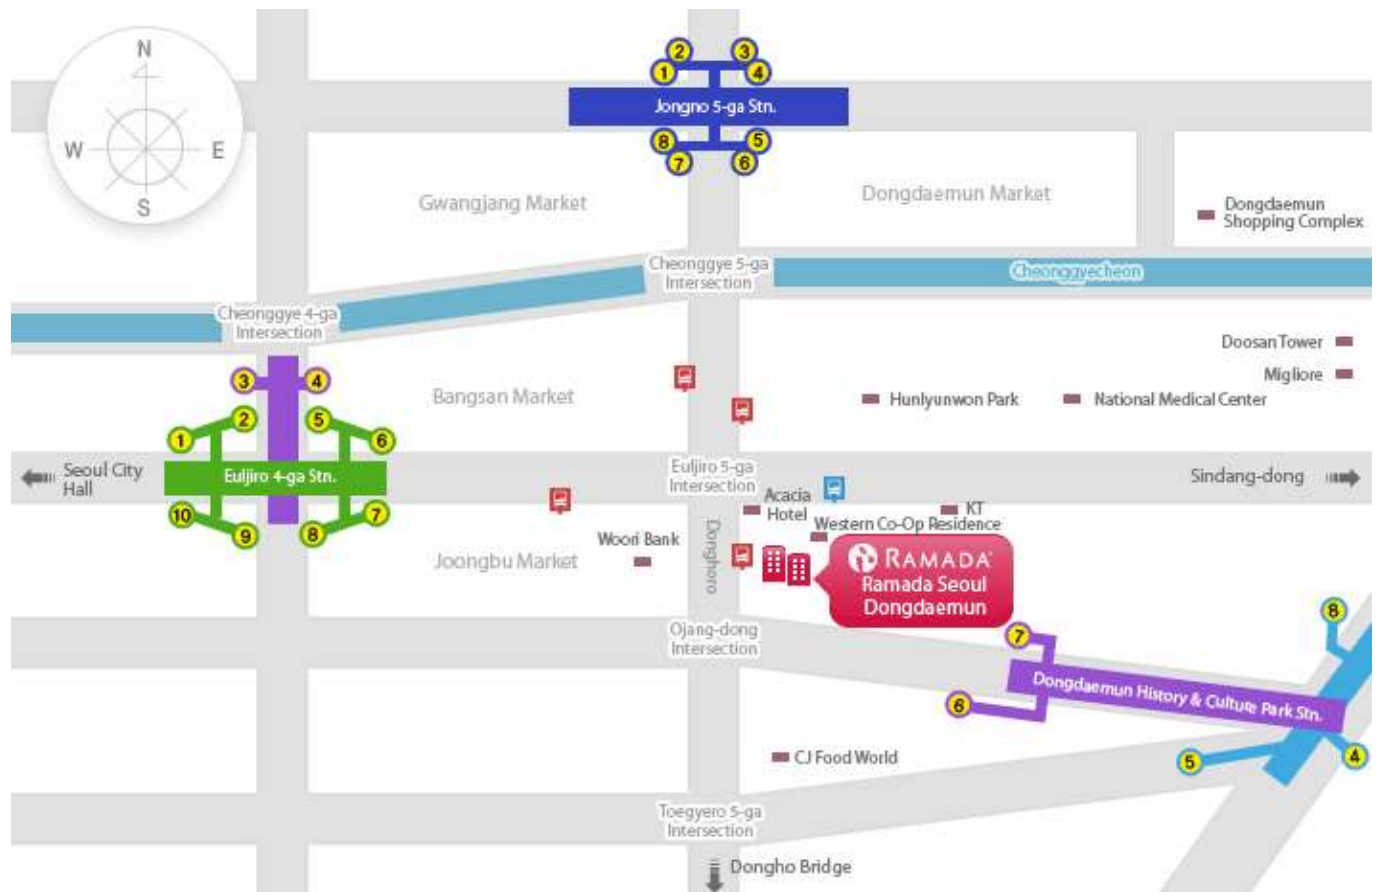 N
W
E
S
2
3
1
4
Jongno 5-ga Stn.
8
5
7
6
Gwangjang Market
Dongdaemun Market
Dongdaemun
Shopping Complex
Cheonggye 5-ga
Intersection
Cheonggyecheon
Cheonggye 4-ga
Intersection
Doosan Tower
Migliore
3
4
Bangsan Market
Hunlyunwon Park
National Medical Center
2
5
1
6
Seoul City
Hall
Euljiro 4-ga Stn.
Euljiro 5-ga
Intersection
Sindang-dong
10
7
9
8
Acacia
Hotel
KT
Western Co-Op Residence
Woori Bank
Joongbu Market
Donghoro
RAMADA
Ramada Seoul
Dongdaemun
Ojang-dong
Intersection
7
8
Dongdaemun History & Culture Park Stn.
6
5
4
CJ Food World
Toegyero 5-ga
Intersection
Dongho Bridge